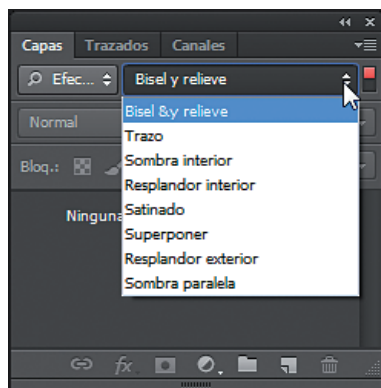 Capas Trazados Canales
Efec... Bisel y relieve
Normal
Bisel &y relieve
Trazo
Bloq.:
Sombra interior
Resplandor interior
Ninguna
Satinado
Superponer
Resplandor exterior
Sombra paralela
fx